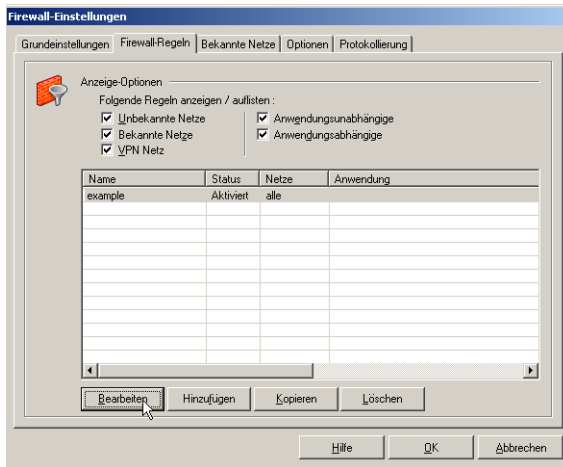 Firewall-Einstellungen
Grundeinstellungen Firewall-Regeln Bekannte Netze Optionen Protokollierung
Anzeige-Optionen
Folgende Regeln anzeigen / auflisten :
Unbekannte Netze Anwendungsunabhängige
Bekannte Netze Anwendungsabhängige
VPN Netz
Name Status Netze Anwendung
example Aktiviert alle
Bearbeiten Hinzufügen Kopieren Löschen
Hilfe OK Abbrechen